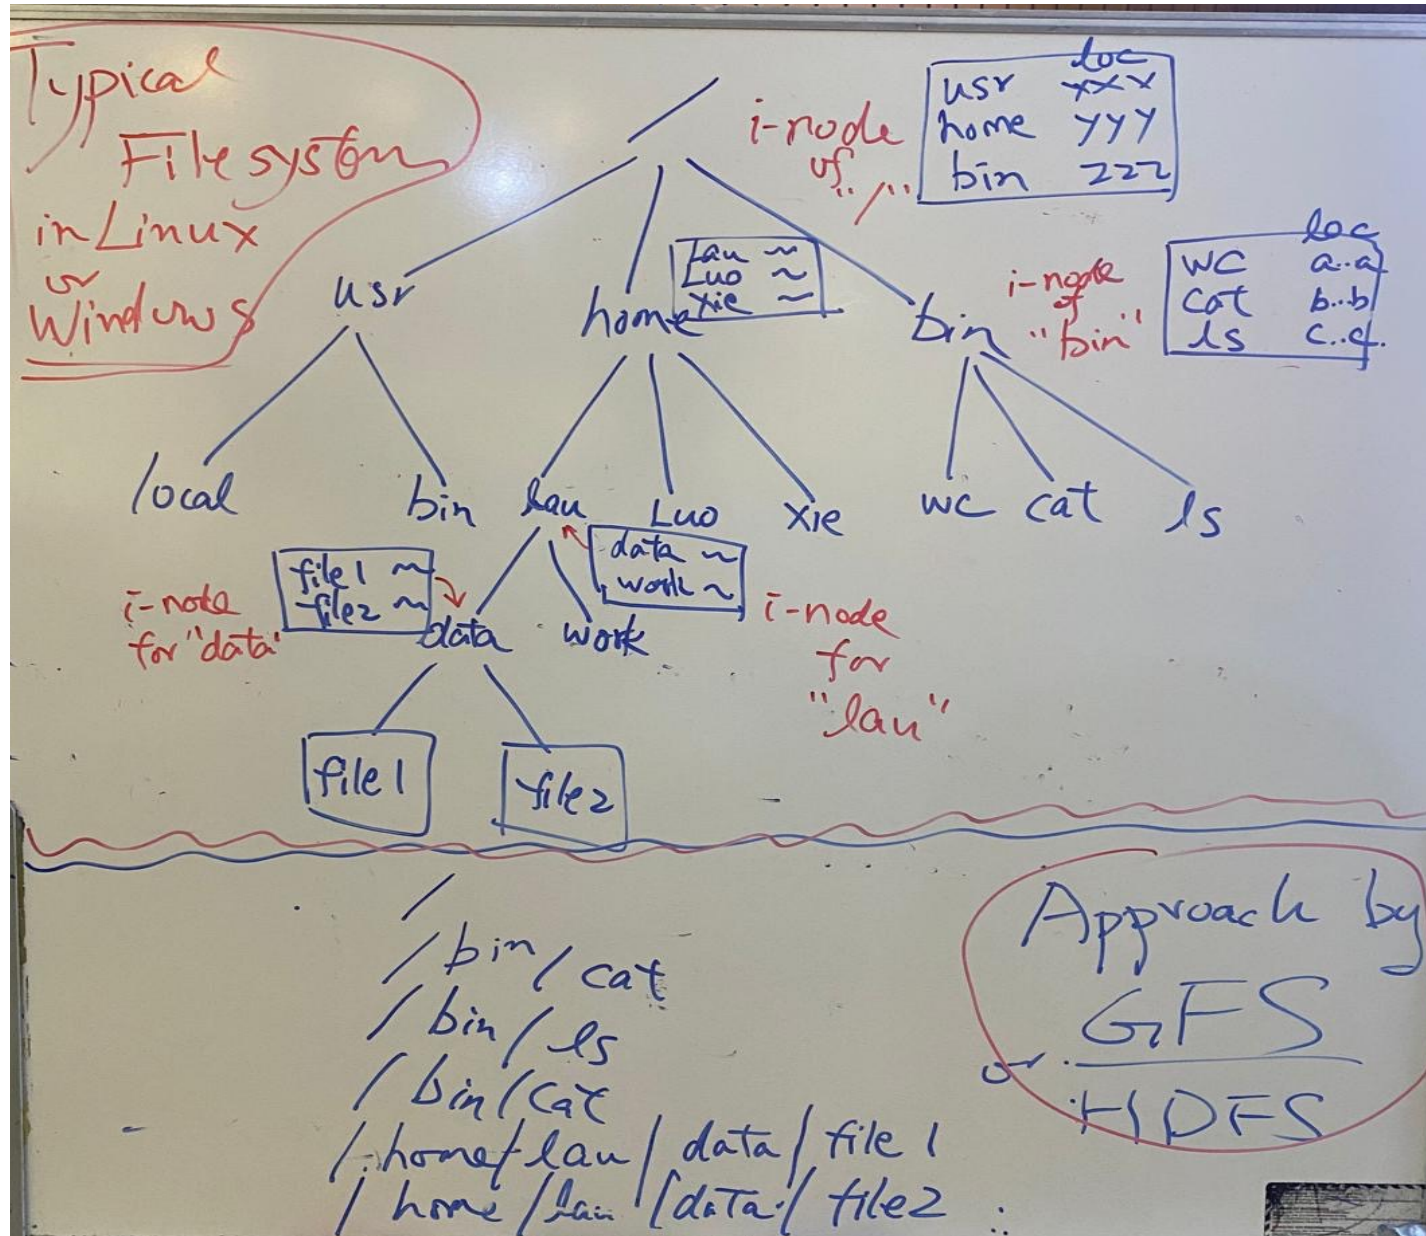 Typical
Filesystem
in Linux
or
Windows
/
i-node
of
"/"
loc
usr xxx
home yyy
bin zzz
usr
home
Lau ~
Luo ~
Xie ~
bin
i-node
of
"bin"
loc
wc a..a
cat b..b
ls c..c.
local
bin
lau
Luo
xie
wc
cat
ls
i-node
for "data"
file1 ~
file2 ~
data ~
work ~
data
work
i-node
for
"lau"
file1
file2
/
/bin/cat
/bin/ls
/bin/cat
/home/lau/data/file1
/home/lau/data/file2
Approach by
GFS
or
HDFS